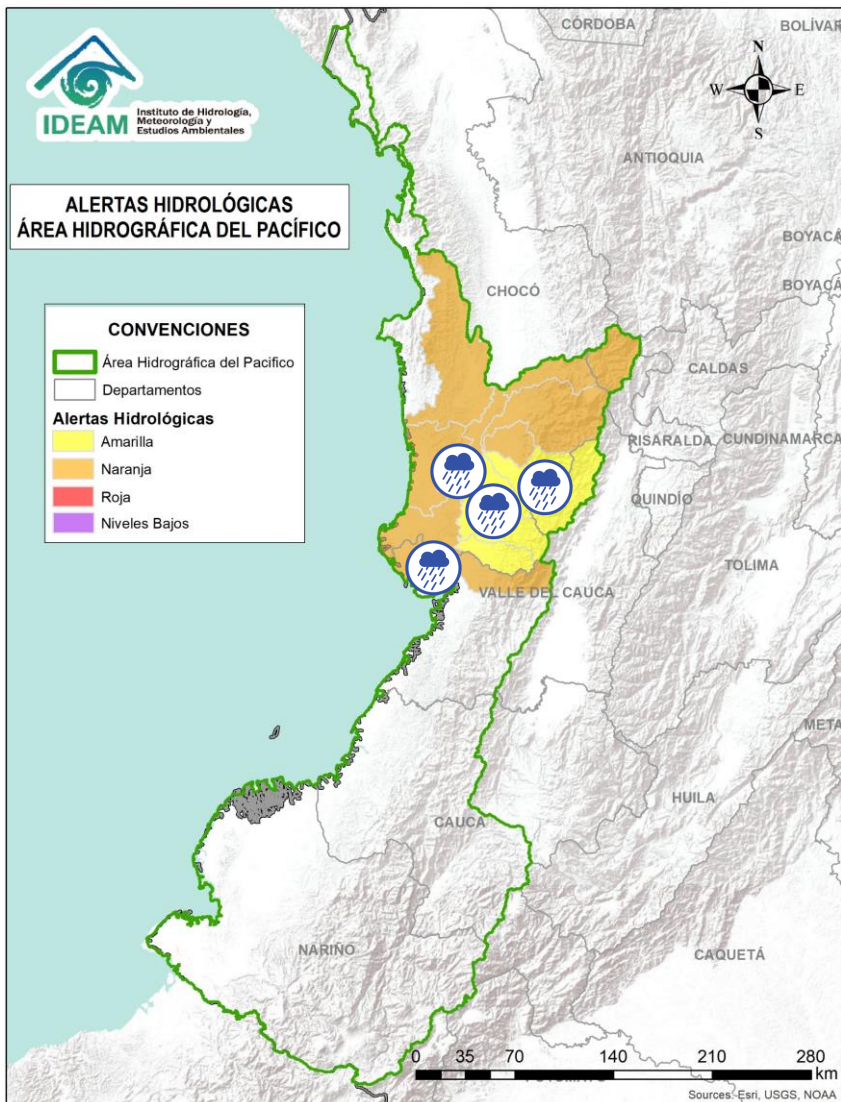 CÓRDOBA
BOLÍVAR
IDEAM
Instituto de Hidrología,
Meteorología y
Estudios Ambientales
N
W E
S
ANTIOQUIA
ALERTAS HIDROLÓGICAS
ÁREA HIDROGRÁFICA DEL PACÍFICO
BOYACÁ
BOYACÁ
CHOCÓ
CONVENCIONES
Área Hidrográfica del Pacifico
Departamentos
Alertas Hidrológicas
Amarilla
Naranja
Roja
Niveles Bajos
CALDAS
RISARALDA
CUNDINAMARCA
QUINDÍO
TOLIMA
VALLE DEL CAUCA
META
HUILA
CAUCA
NARIÑO
CAQUETÁ
0 35 70 140 210 280
km
Sources: Esri, USGS, NOAA